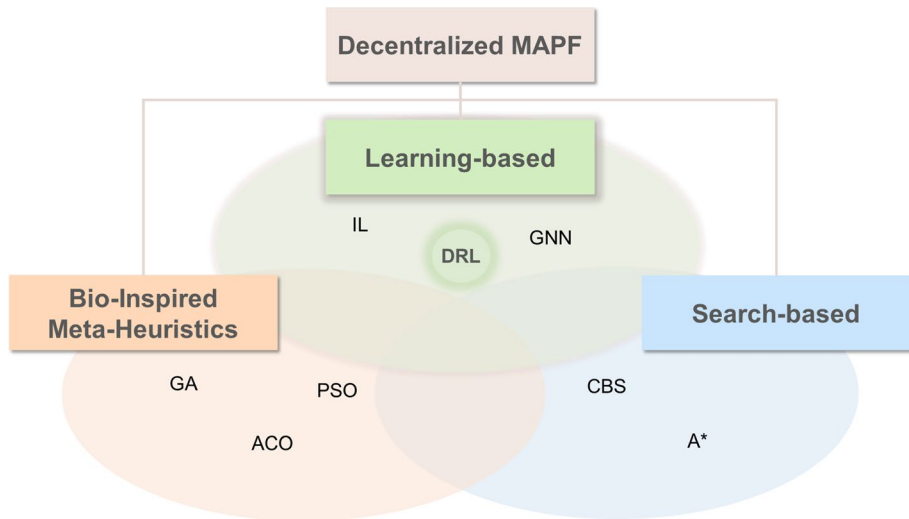 Decentralized MAPF
Learning-based
IL
GNN
DRL
Bio-Inspired
Meta-Heuristics
Search-based
GA
PSO
CBS
ACO
A*